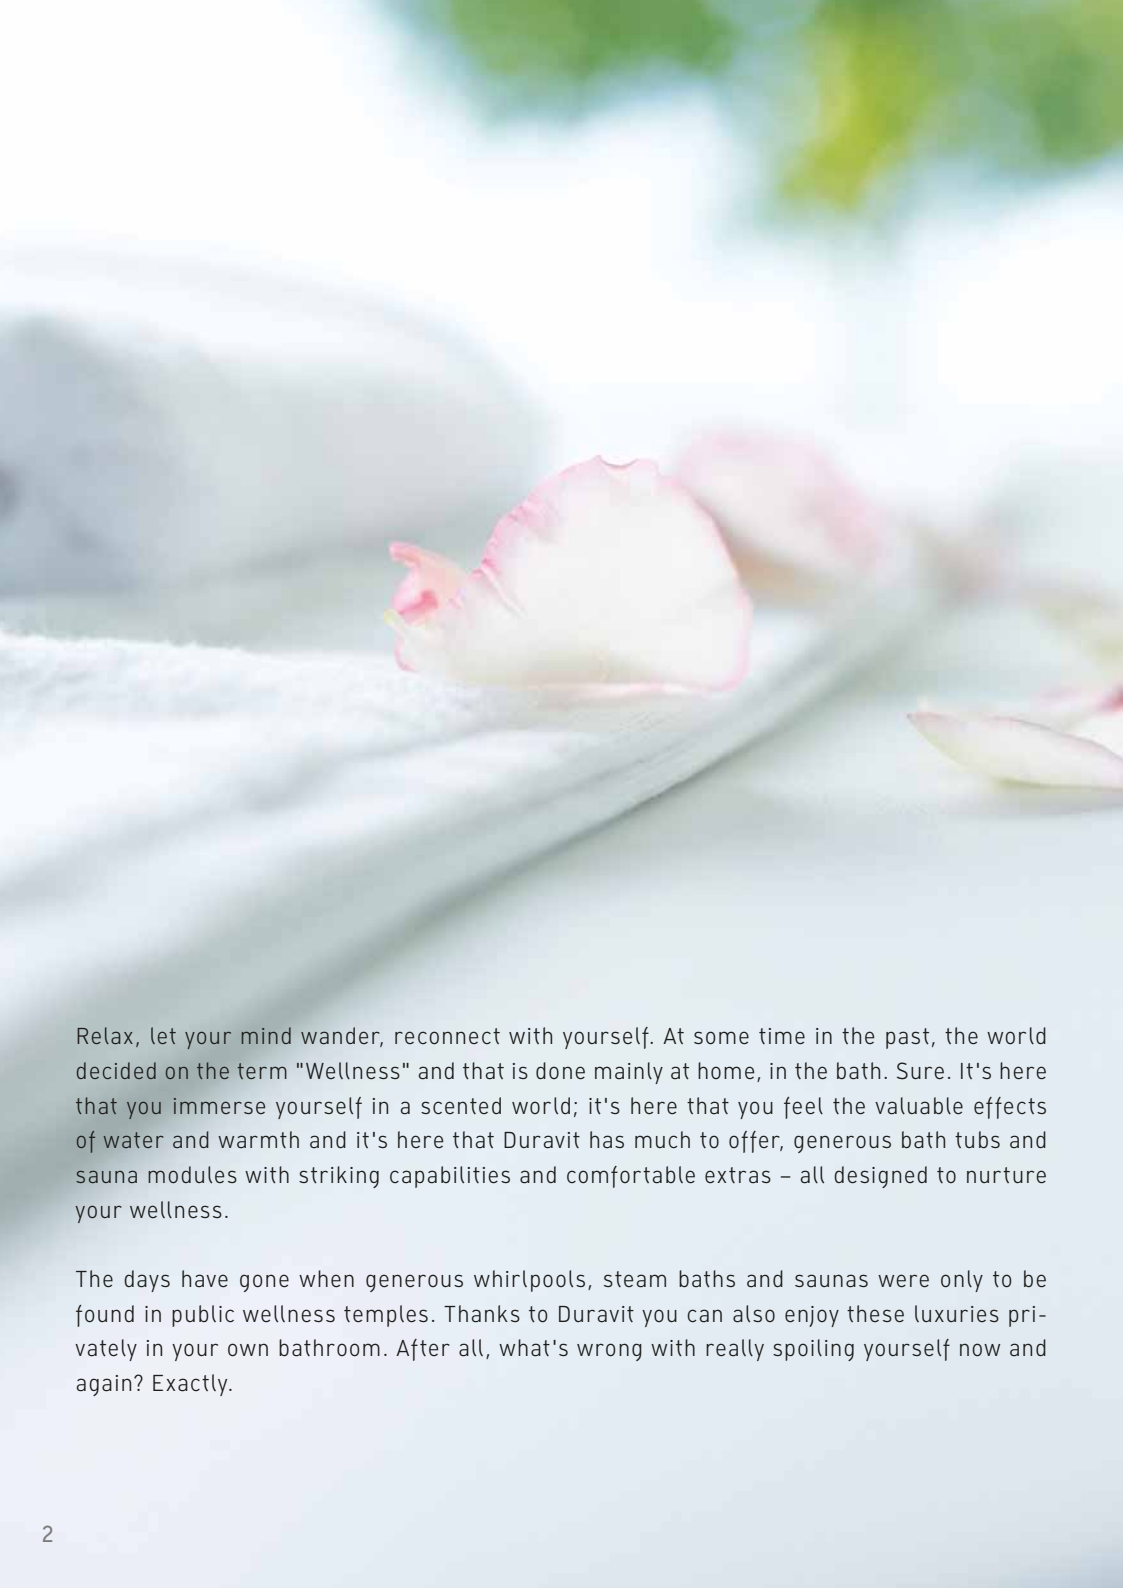 Relax, let your mind wander, reconnect with yourself. At some time in the past, the world
decided on the term "Wellness" and that is done mainly at home, in the bath. Sure. It's here
that you immerse yourself in a scented world; it's here that you feel the valuable effects
of water and warmth and it's here that Duravit has much to offer, generous bath tubs and
sauna modules with striking capabilities and comfortable extras – all designed to nurture
your wellness.
The days have gone when generous whirlpools, steam baths and saunas were only to be
found in public wellness temples. Thanks to Duravit you can also enjoy these luxuries pri-
vately in your own bathroom. After all, what's wrong with really spoiling yourself now and
again? Exactly.
2